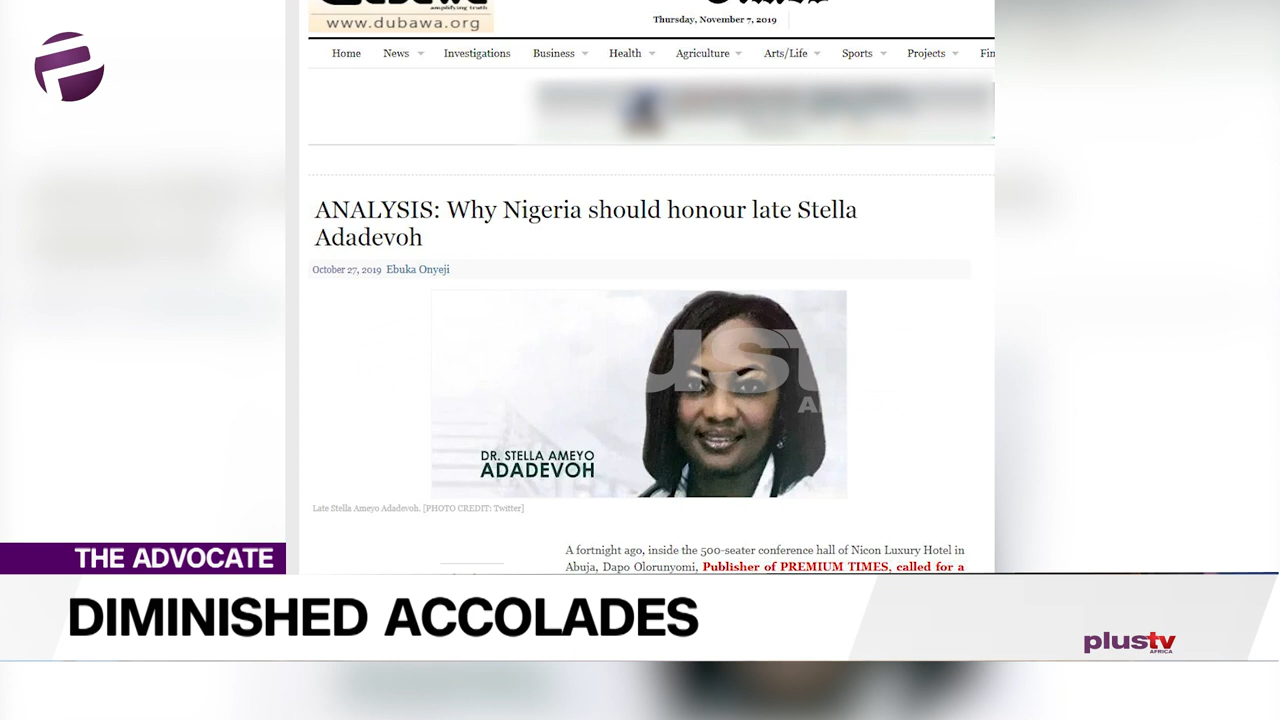 amplifying truth
www.dubawa.org
Thursday, November 7, 2019
Home News Investigations Business Health Agriculture Arts/Life Sports Projects Fin
ANALYSIS: Why Nigeria should honour late Stella
Adadevoh
October 27, 2019 Ebuka Onyeji
DR. STELLA AMEYO
ADADEVOH
Late Stella Ameyo Adadevoh. [PHOTO CREDIT: Twitter]
A fortnight ago, inside the 500-seater conference hall of Nicon Luxury Hotel in
Abuja, Dapo Olorunyomi, Publisher of PREMIUM TIMES, called for a
THE ADVOCATE
DIMINISHED ACCOLADES
plustv
AFRICA